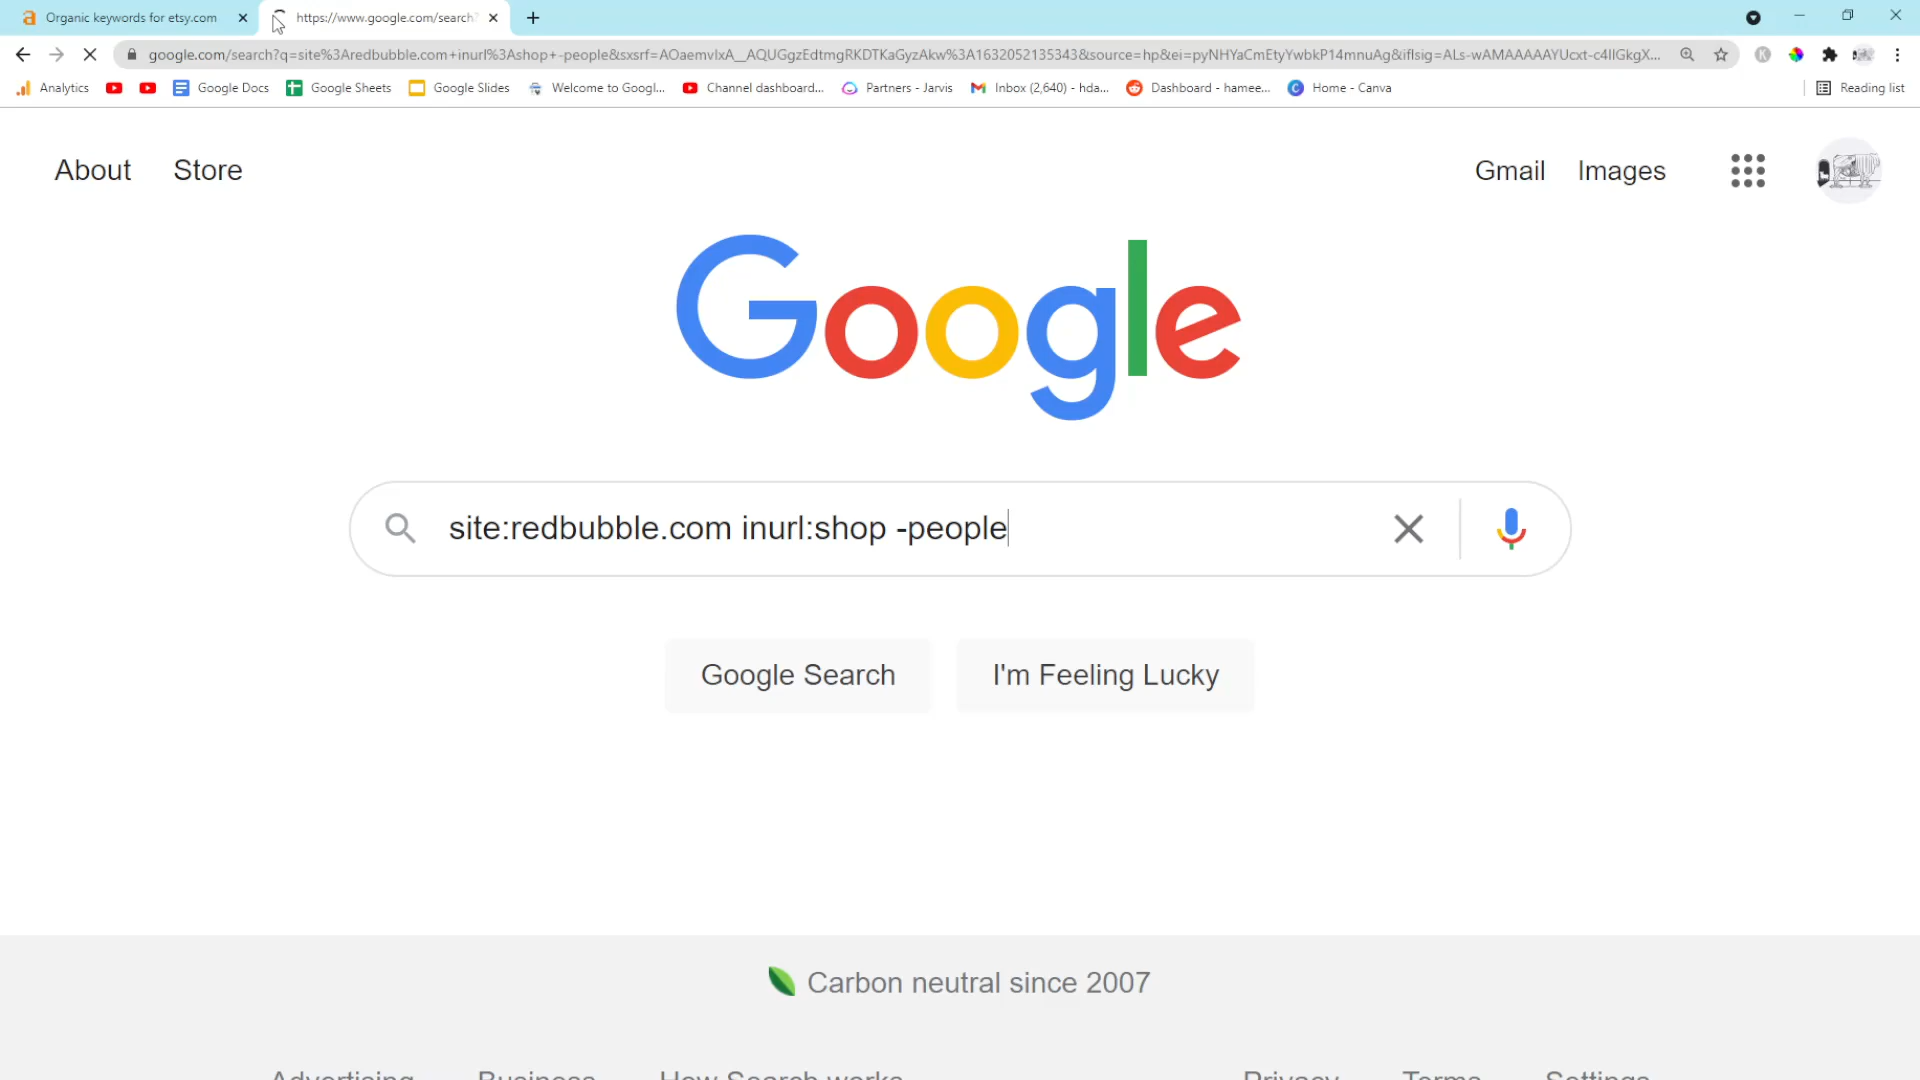 Organic keywords for etsy.com
https://www.google.com/search?
google.com/search?q=site%3Aredbubble.com+inurl%3Ashop+-people&sxsrf=AOaemvIxA__AQUGgzEdtmgRKDTKaGyzAkw%3A1632052135343&source=hp&ei=pyNHYaCmEtyYwbkP14mnuAg&iflsig=ALs-wAMAAAAAYUcxt-c4IIGkgX...
Analytics Google Docs Google Sheets Google Slides Welcome to Googl... Channel dashboard... Partners - Jarvis Inbox (2,640) - hda... Dashboard - hamee... Home - Canva Reading list
About Store Gmail Images
Google
site:redbubble.com inurl:shop -people
Google Search I'm Feeling Lucky
Carbon neutral since 2007
Advertising Business How Search works Privacy Terms Settings